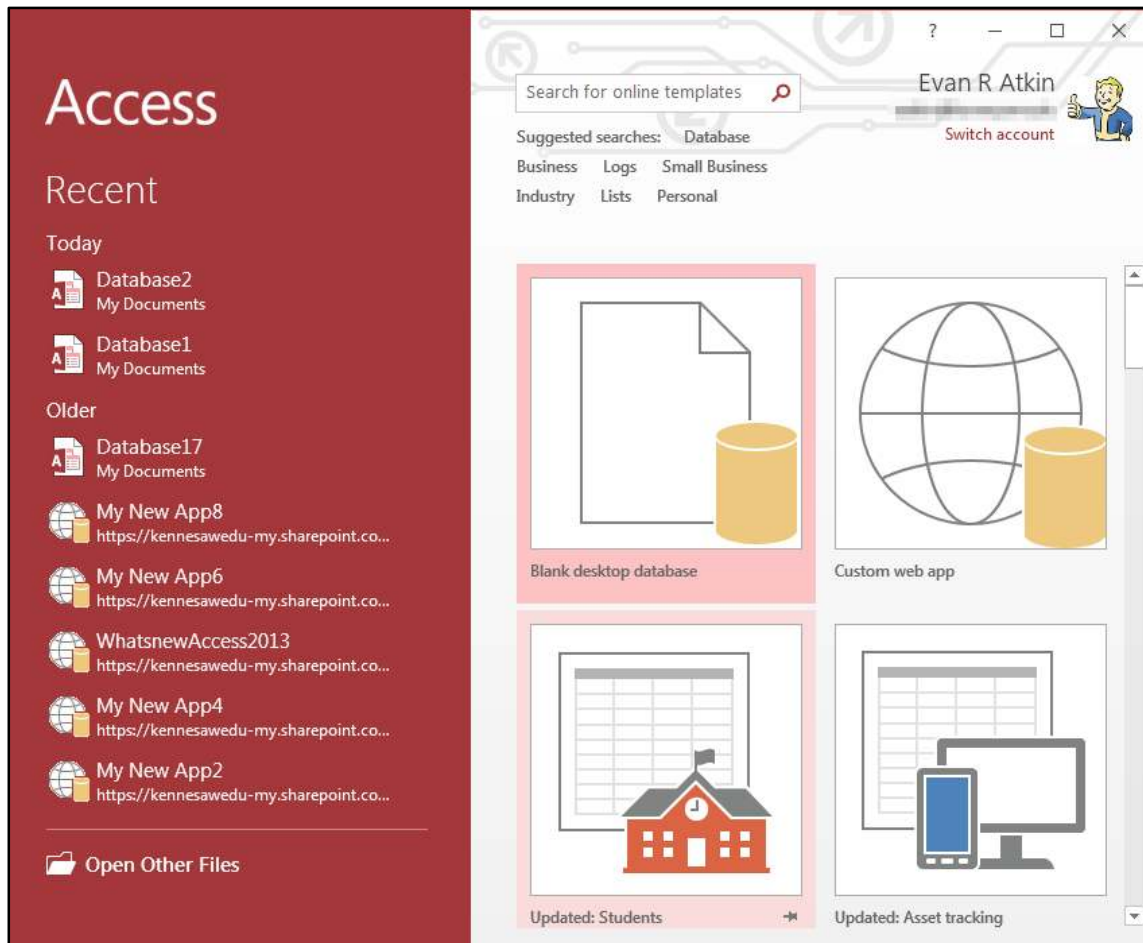 Access
Recent
Today
Database2
My Documents
Database1
My Documents
Older
Database17
My Documents
My New App8
https://kennesawedu-my.sharepoint.co...
My New App6
https://kennesawedu-my.sharepoint.co...
WhatsnewAccess2013
https://kennesawedu-my.sharepoint.co...
My New App4
https://kennesawedu-my.sharepoint.co...
My New App2
https://kennesawedu-my.sharepoint.co...
Open Other Files
?
Search for online templates
Evan R Atkin
Switch account
Suggested searches: Database
Business Logs Small Business
Industry Lists Personal
Blank desktop database
Custom web app
Updated: Students
Updated: Asset tracking